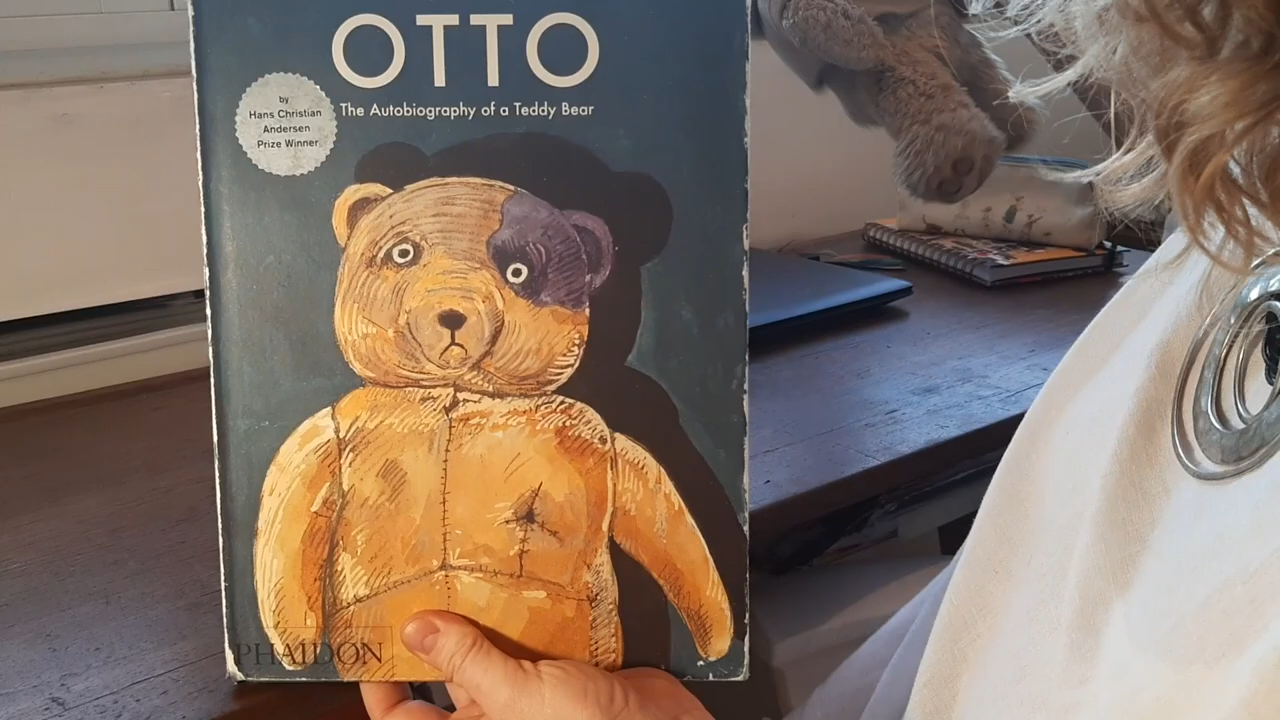 OTTO
The Autobiography of a Teddy Bear
by
Hans Christian
Andersen
Prize Winner
PHAIDON